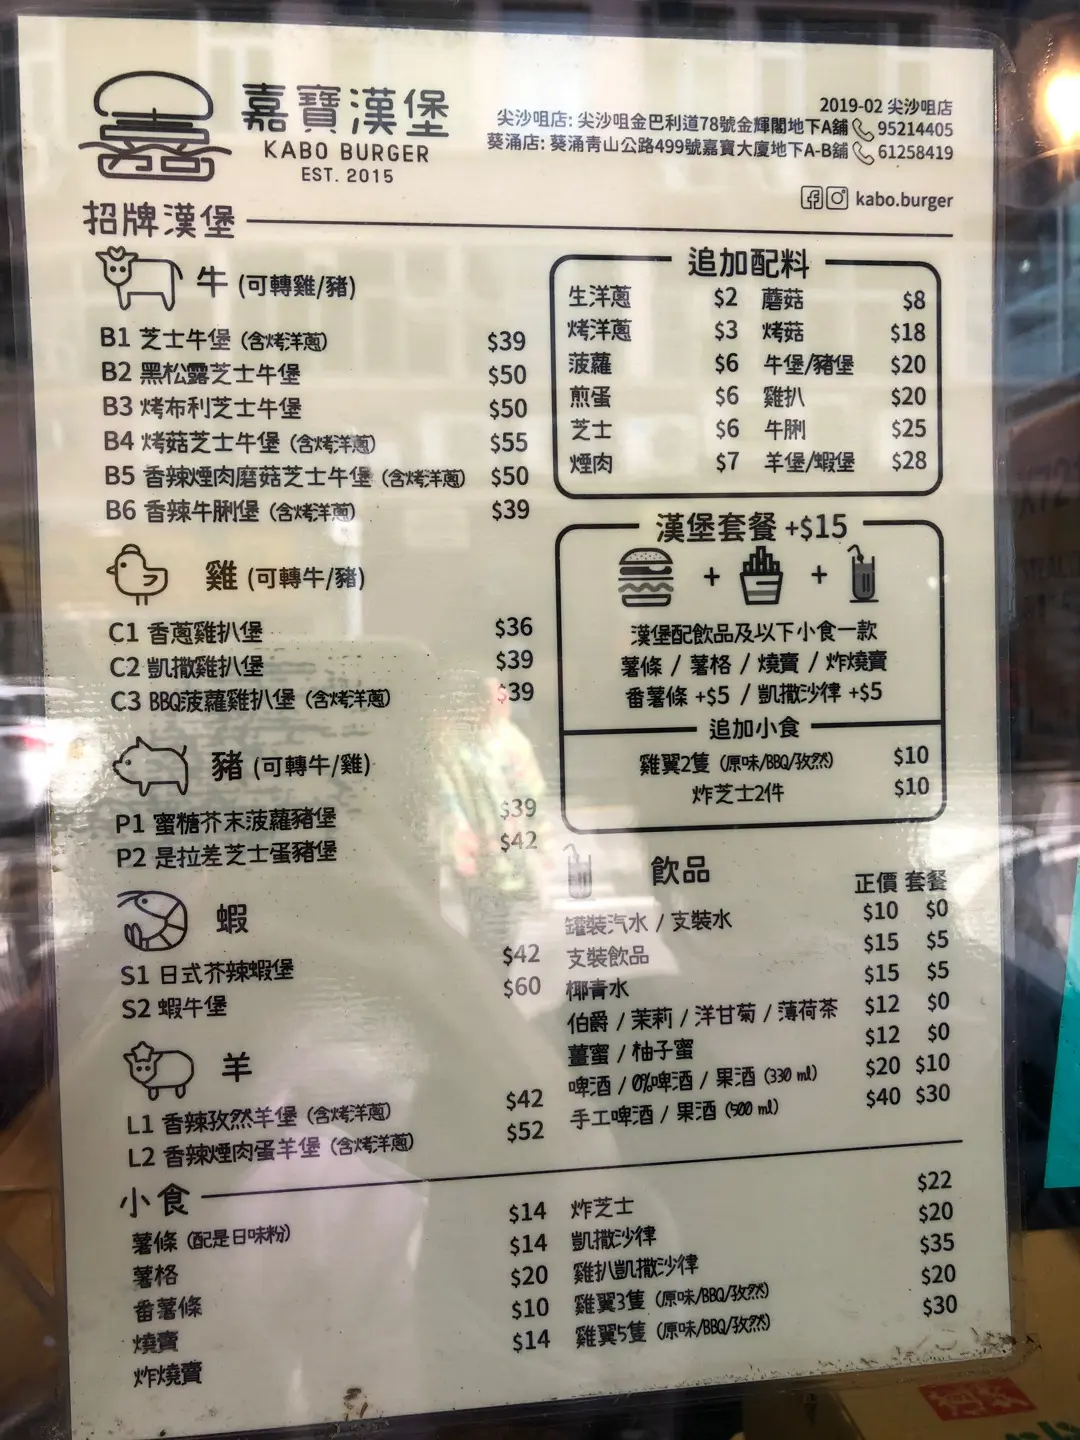 嘉寶漢堡
KABO BURGER
EST. 2015
2019-02 尖沙咀店
尖沙咀店: 尖沙咀金巴利道78號金輝閣地下A舖 95214405
葵涌店: 葵涌青山公路499號嘉寶大廈地下A-B舖 61258419
kabo.burger
招牌漢堡
牛 (可轉雞/豬)
B1 芝士牛堡 (含烤洋蔥) $39
B2 黑松露芝士牛堡 $50
B3 烤布利芝士牛堡 $50
B4 烤菇芝士牛堡 (含烤洋蔥) $55
B5 香辣煙肉磨菇芝士牛堡 (含烤洋蔥) $50
B6 香辣牛脷堡 (含烤洋蔥) $39
雞 (可轉牛/豬)
C1 香蔥雞扒堡 $36
C2 凱撒雞扒堡 $39
C3 BBQ菠蘿雞扒堡 (含烤洋蔥) $39
豬 (可轉牛/雞)
P1 蜜糖芥末菠蘿豬堡 $39
P2 是拉差芝士蛋豬堡 $42
蝦
S1 日式芥辣蝦堡 $42
S2 蝦牛堡 $60
羊
L1 香辣孜然羊堡 (含烤洋蔥) $42
L2 香辣煙肉蛋羊堡 (含烤洋蔥) $52
追加配料
生洋蔥 $2 蘑菇 $8
烤洋蔥 $3 烤菇 $18
菠蘿 $6 牛堡/豬堡 $20
煎蛋 $6 雞扒 $20
芝士 $6 牛脷 $25
煙肉 $7 羊堡/蝦堡 $28
漢堡套餐 +$15
+ +
漢堡配飲品及以下小食一款
薯條 / 薯格 / 燒賣 / 炸燒賣
番薯條 +$5 / 凱撒沙律 +$5
追加小食
雞翼2隻 (原味/BBQ/孜然) $10
炸芝士2件 $10
飲品 正價 套餐
罐裝汽水 / 支裝水 $10 $0
支裝飲品 $15 $5
椰青水 $15 $5
伯爵 / 茉莉 / 洋甘菊 / 薄荷茶 $12 $0
薑蜜 / 柚子蜜 $12 $0
啤酒 / 0%啤酒 / 果酒 (330 ml) $20 $10
手工啤酒 / 果酒 (500 ml) $40 $30
小食
薯條 (配是日味粉) $14
薯格 $14
番薯條 $20
燒賣 $10
炸燒賣 $14
炸芝士 $22
凱撒沙律 $20
雞扒凱撒沙律 $35
雞翼3隻 (原味/BBQ/孜然) $20
雞翼5隻 (原味/BBQ/孜然) $30